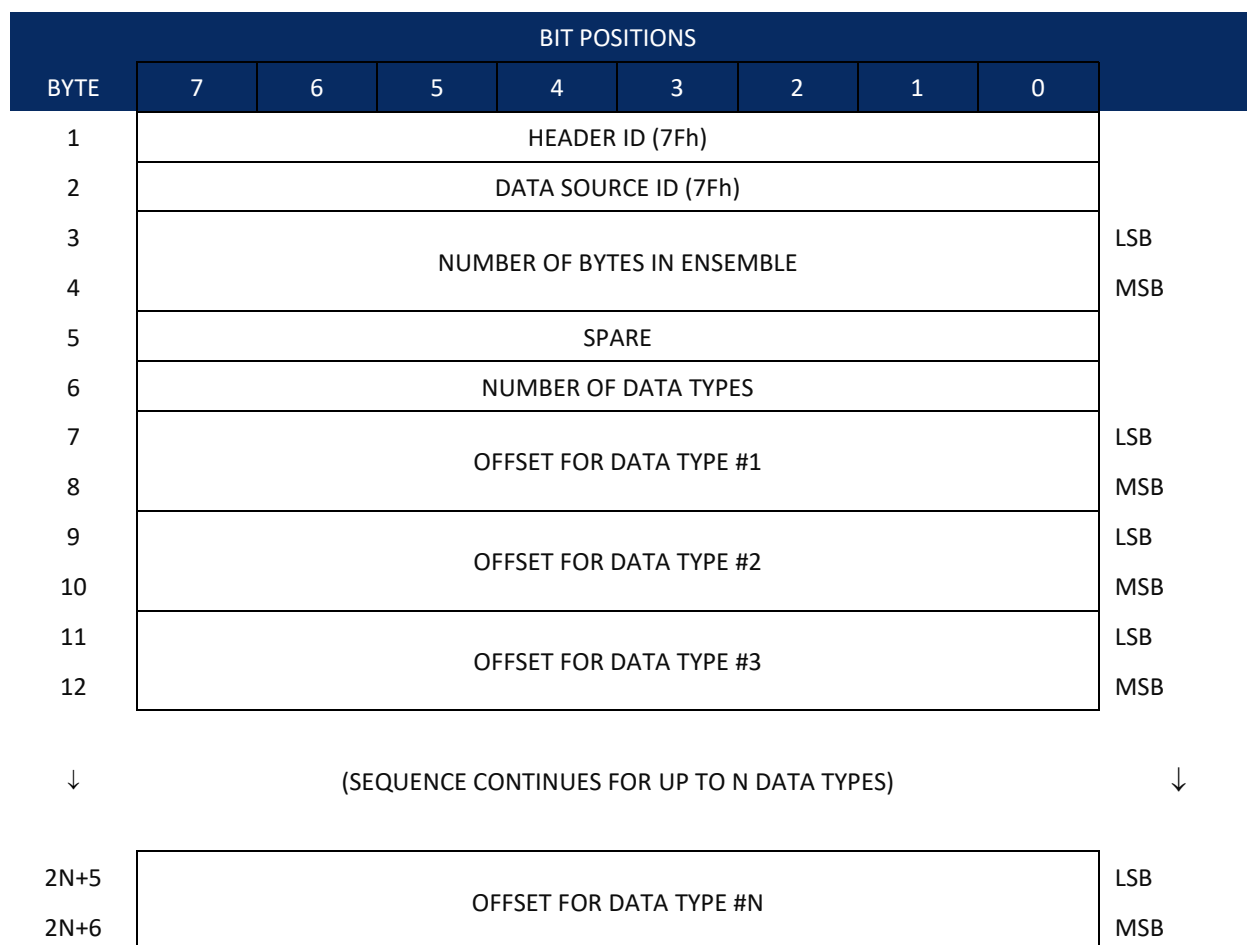 BIT POSITIONS
BYTE 7 6 5 4 3 2 1 0
1 HEADER ID (7Fh)
2 DATA SOURCE ID (7Fh)
3 LSB
NUMBER OF BYTES IN ENSEMBLE
4 MSB
5 SPARE
6 NUMBER OF DATA TYPES
7 LSB
OFFSET FOR DATA TYPE #1
8 MSB
9 LSB
OFFSET FOR DATA TYPE #2
10 MSB
11 LSB
OFFSET FOR DATA TYPE #3
12 MSB
↓ (SEQUENCE CONTINUES FOR UP TO N DATA TYPES) ↓
2N+5 LSB
OFFSET FOR DATA TYPE #N
2N+6 MSB